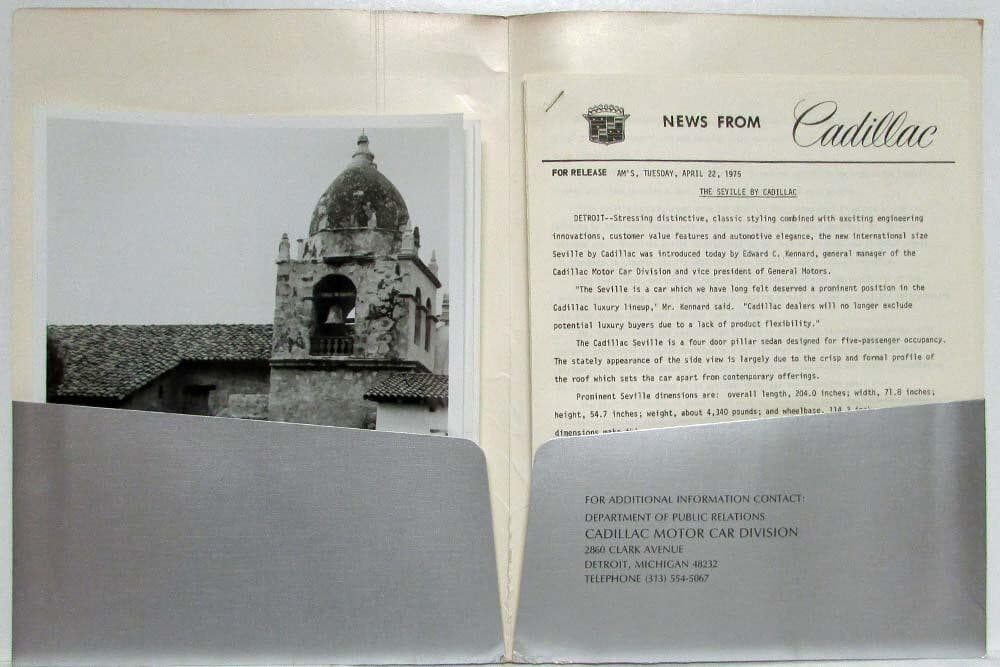 NEWS FROM Cadillac
FOR RELEASE AM'S, TUESDAY, APRIL 22, 1975
THE SEVILLE BY CADILLAC
DETROIT--Stressing distinctive, classic styling combined with exciting engineering
innovations, customer value features and automotive elegance, the new international size
Seville by Cadillac was introduced today by Edward C. Kennard, general manager of the
Cadillac Motor Car Division and vice president of General Motors.
"The Seville is a car which we have long felt deserved a prominent position in the
Cadillac luxury lineup,' Mr. Kennard said. "Cadillac dealers will no longer exclude
potential luxury buyers due to a lack of product flexibility."
The Cadillac Seville is a four door pillar sedan designed for five-passenger occupancy.
The stately appearance of the side view is largely due to the crisp and formal profile of
the roof which sets the car apart from contemporary offerings.
Prominent Seville dimensions are: overall length, 204.0 inches; width, 71.8 inches;
height, 54.7 inches; weight, about 4,340 pounds; and wheelbase, 114.3
dimensions make
FOR ADDITIONAL INFORMATION CONTACT:
DEPARTMENT OF PUBLIC RELATIONS
CADILLAC MOTOR CAR DIVISION
2860 CLARK AVENUE
DETROIT, MICHIGAN 48232
TELEPHONE (313) 554-5067